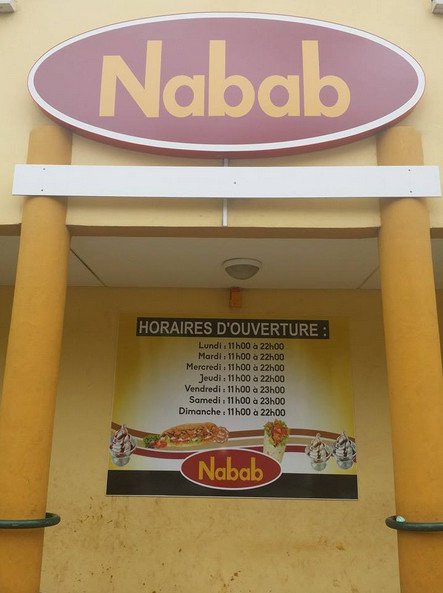 Nabab
HORAIRES D'OUVERTURE :
Lundi : 11h00 à 22h00
Mardi : 11h00 à 22h00
Mercredi : 11h00 à 22h00
Jeudi : 11h00 à 22h00
Vendredi : 11h00 à 23h00
Samedi : 11h00 à 23h00
Dimanche : 11h00 à 22h00
Nabab